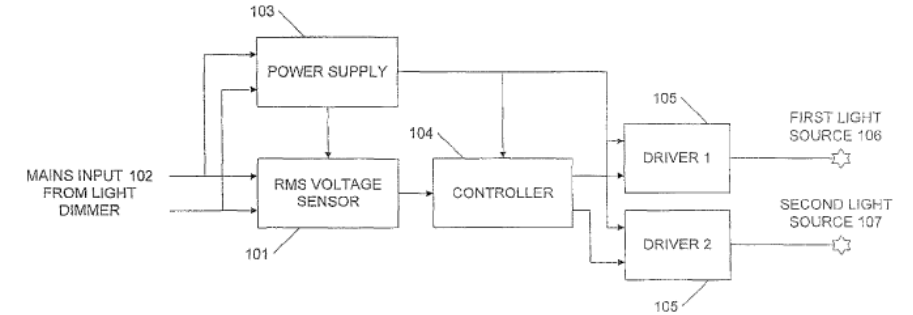 103
POWER SUPPLY
105
FIRST LIGHT
SOURCE 106
104
DRIVER 1
MAINS INPUT 102
FROM LIGHT
DIMMER
RMS VOLTAGE
SENSOR
CONTROLLER
SECOND LIGHT
SOURCE 107
DRIVER 2
101
105